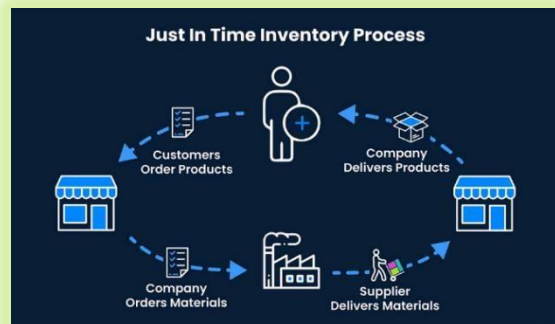 Just In Time Inventory Process
Customers
Order Products
Company
Delivers Products
Company
Orders Materials
Supplier
Delivers Materials